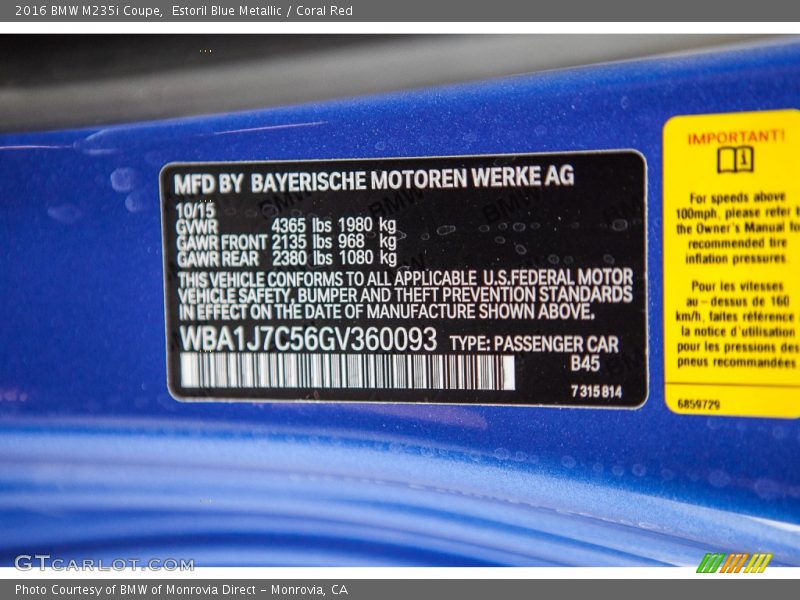 2016 BMW M235i Coupe,  Estoril Blue Metallic / Coral Red
MFD BY BAYERISCHE MOTOREN WERKE AG
10/15
GVWR 4365 lbs 1980 kg
GAWR FRONT 2135 lbs 968 kg
GAWR REAR 2380 lbs 1080 kg
THIS VEHICLE CONFORMS TO ALL APPLICABLE U.S.FEDERAL MOTOR
VEHICLE SAFETY, BUMPER AND THEFT PREVENTION STANDARDS
IN EFFECT ON THE DATE OF MANUFACTURE SHOWN ABOVE.
WBA1J7C56GV360093 TYPE: PASSENGER CAR
B45
7 315 814
IMPORTANT!
For speeds above
100mph, please refer
the Owner's Manual for
recommended tire
inflation pressures.
Pour les vitesses
au-dessus de 160
km/h, faites référence
la notice d'utilisation
pour les pression des
pneus recommandées
6859729
GTCARLOT.COM
Photo Courtesy of BMW of Monrovia Direct - Monrovia, CA